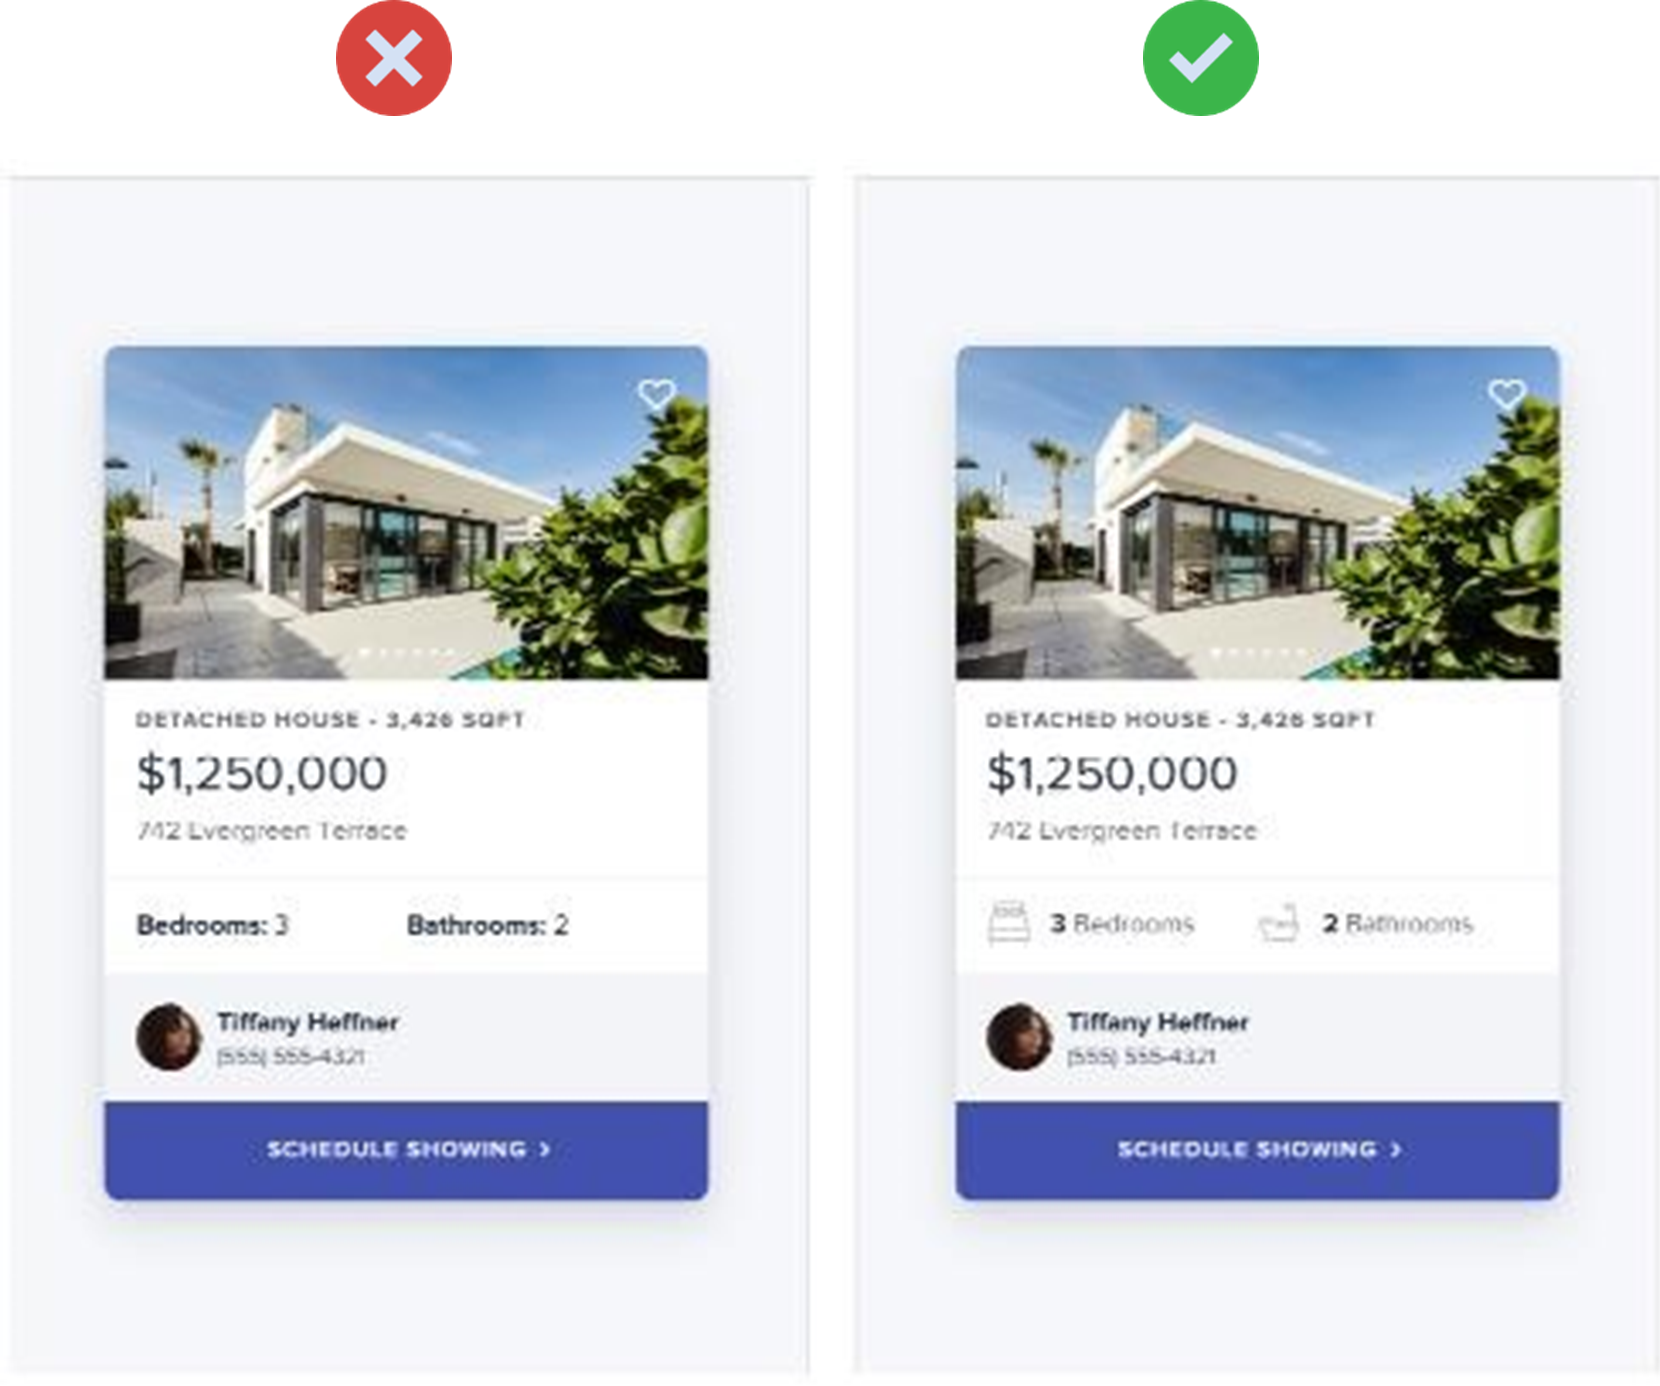 DETACHED HOUSE - 3,426 SQFT
$1,250,000
742 Evergreen Terrace
Bedrooms: 3 Bathrooms: 2
Tiffany Heffner
(555) 555-4321
SCHEDULE SHOWING >
DETACHED HOUSE - 3,426 SQFT
$1,250,000
742 Evergreen Terrace
3 Bedrooms 2 Bathrooms
Tiffany Heffner
(555) 555-4321
SCHEDULE SHOWING >